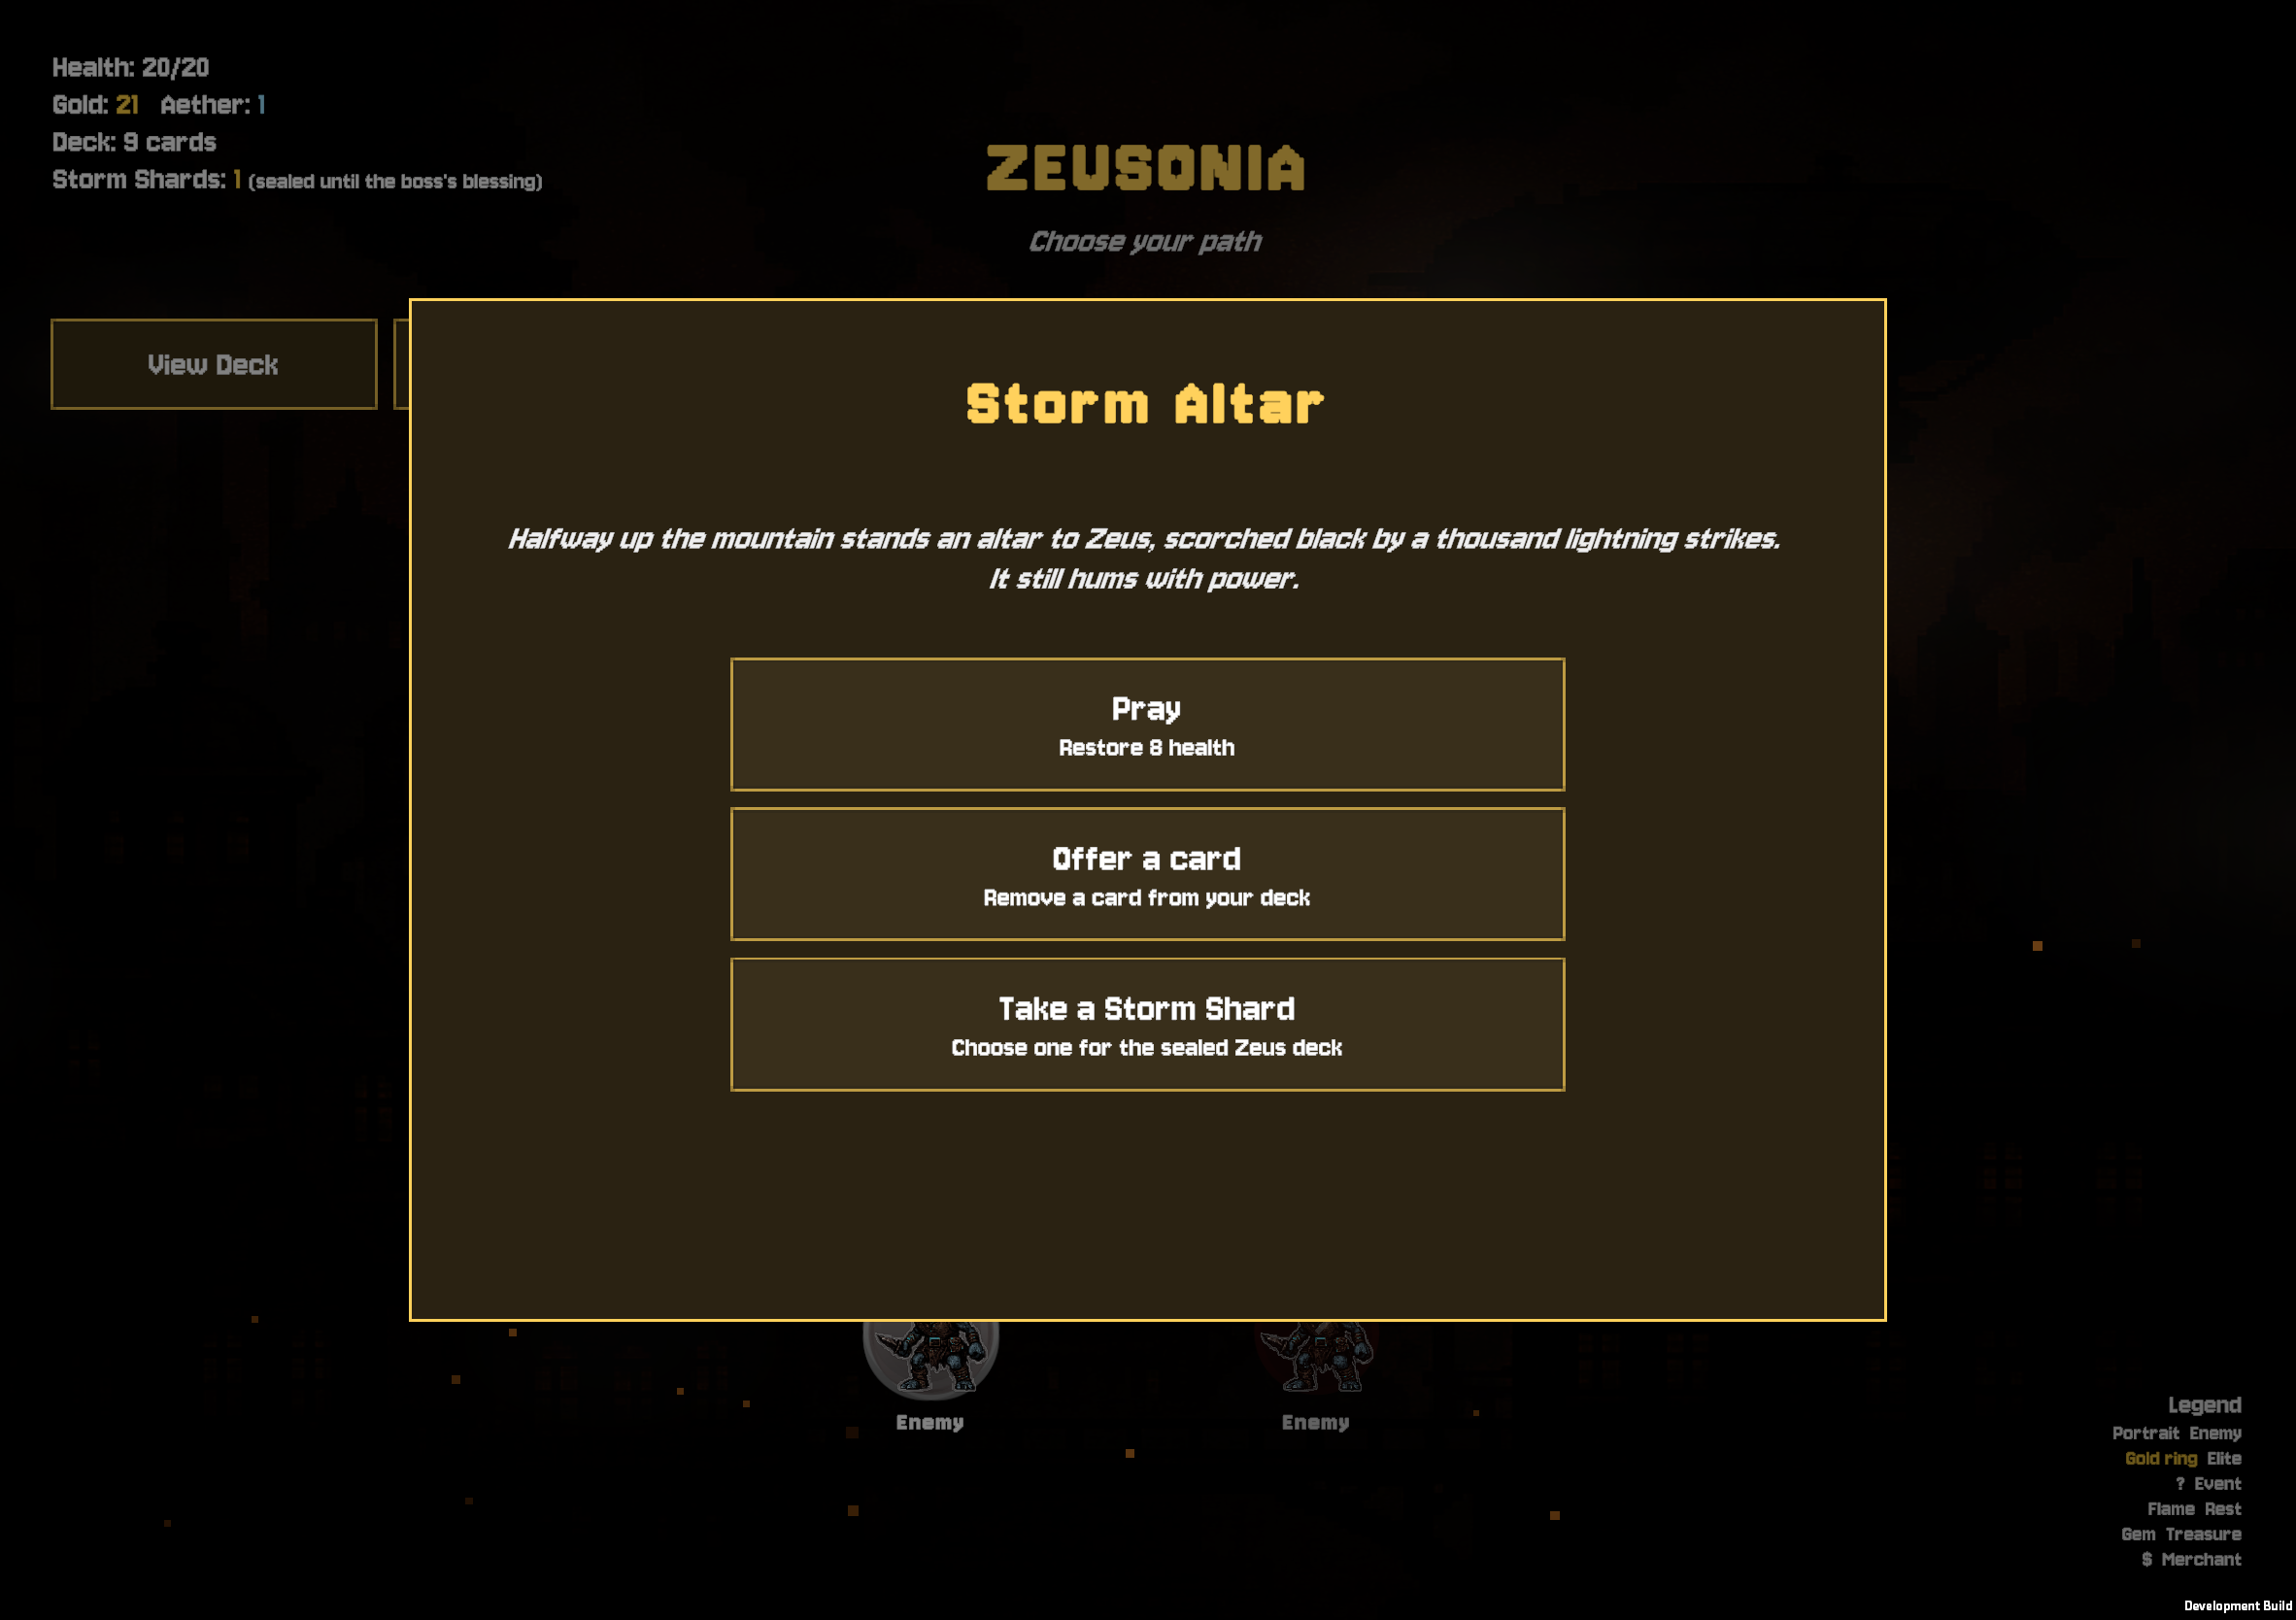 Health: 20/20
Gold: 21 Aether: 1
Deck: 9 cards
Storm Shards: 1 (sealed until the boss's blessing)
ZEUSONIA
Choose your path
View Deck
Storm Altar
Halfway up the mountain stands an altar to Zeus, scorched black by a thousand lightning strikes.
It still hums with power.
Pray
Restore 8 health
Offer a card
Remove a card from your deck
Take a Storm Shard
Choose one for the sealed Zeus deck
Enemy
Enemy
Legend
Portrait Enemy
Gold ring Elite
? Event
Flame Rest
Gem Treasure
$ Merchant
Development Build